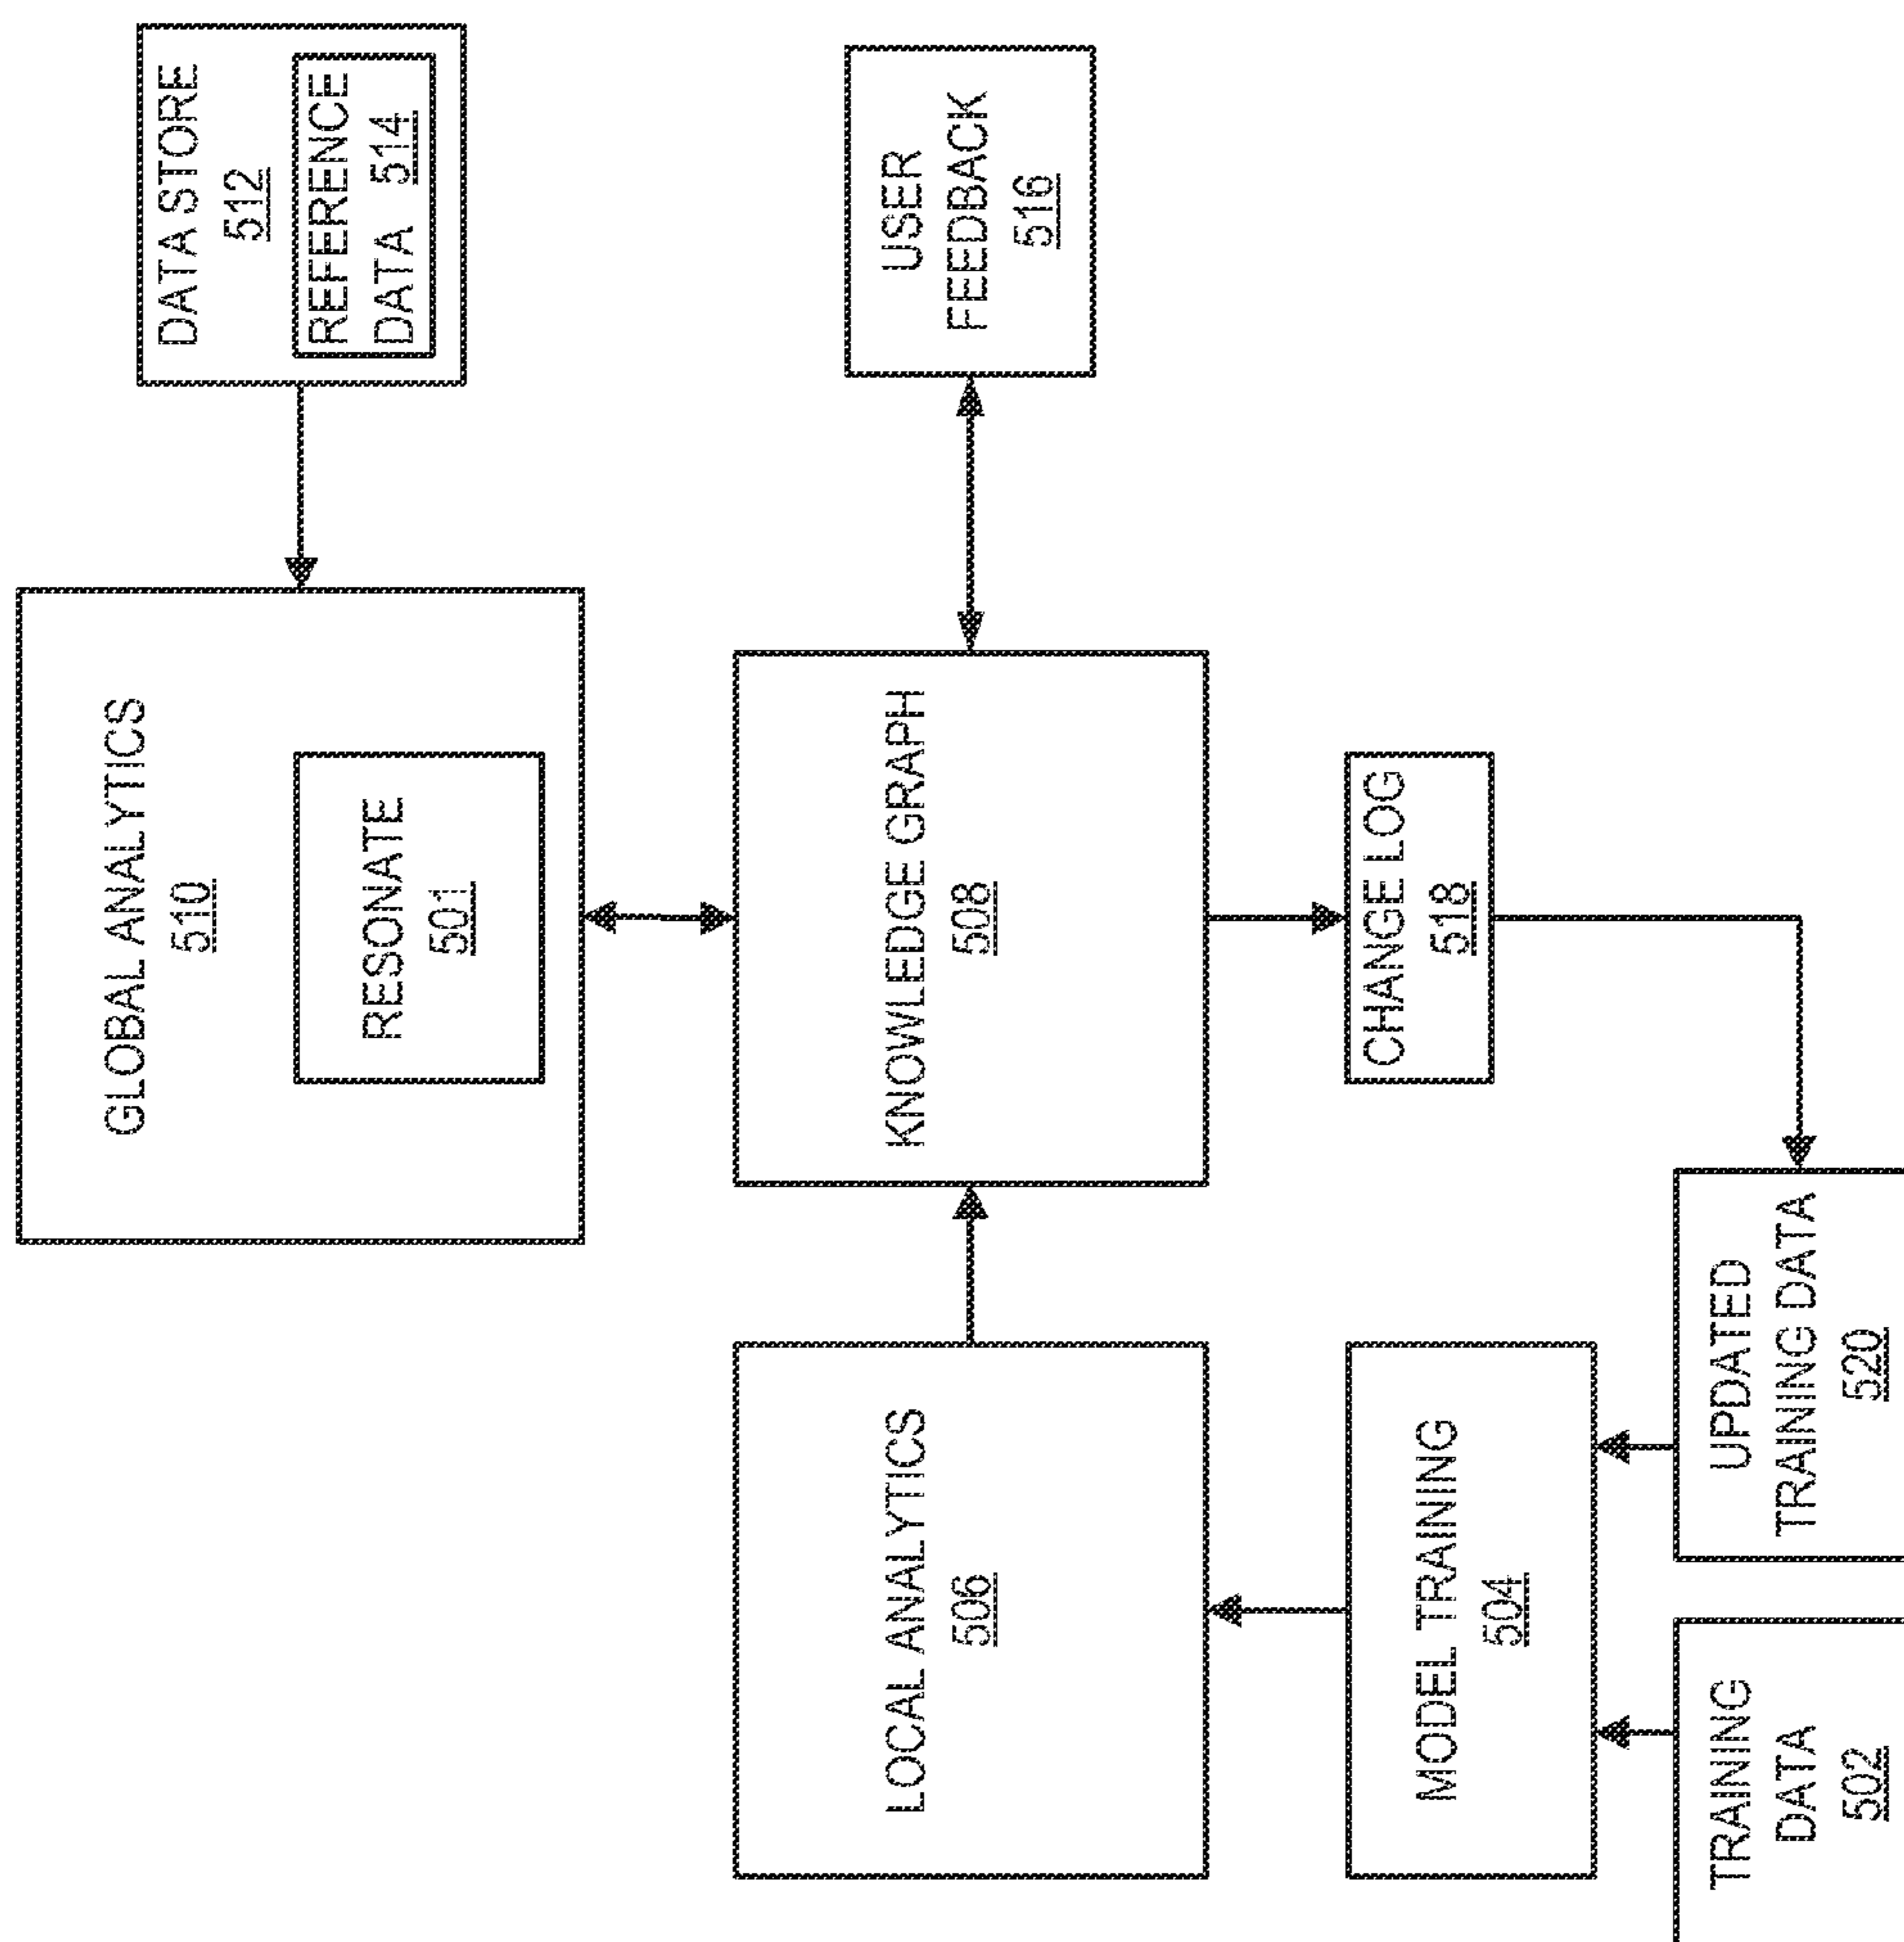 GLOBAL ANALYTICS
510
RESONATE
501
DATA STORE
512
REFERENCE
DATA 514
LOCAL ANALYTICS
506
KNOWLEDGE GRAPH
508
USER
FEEDBACK
516
MODEL TRAINING
504
CHANGE LOG
518
TRAINING
DATA
502
UPDATED
TRAINING DATA
520